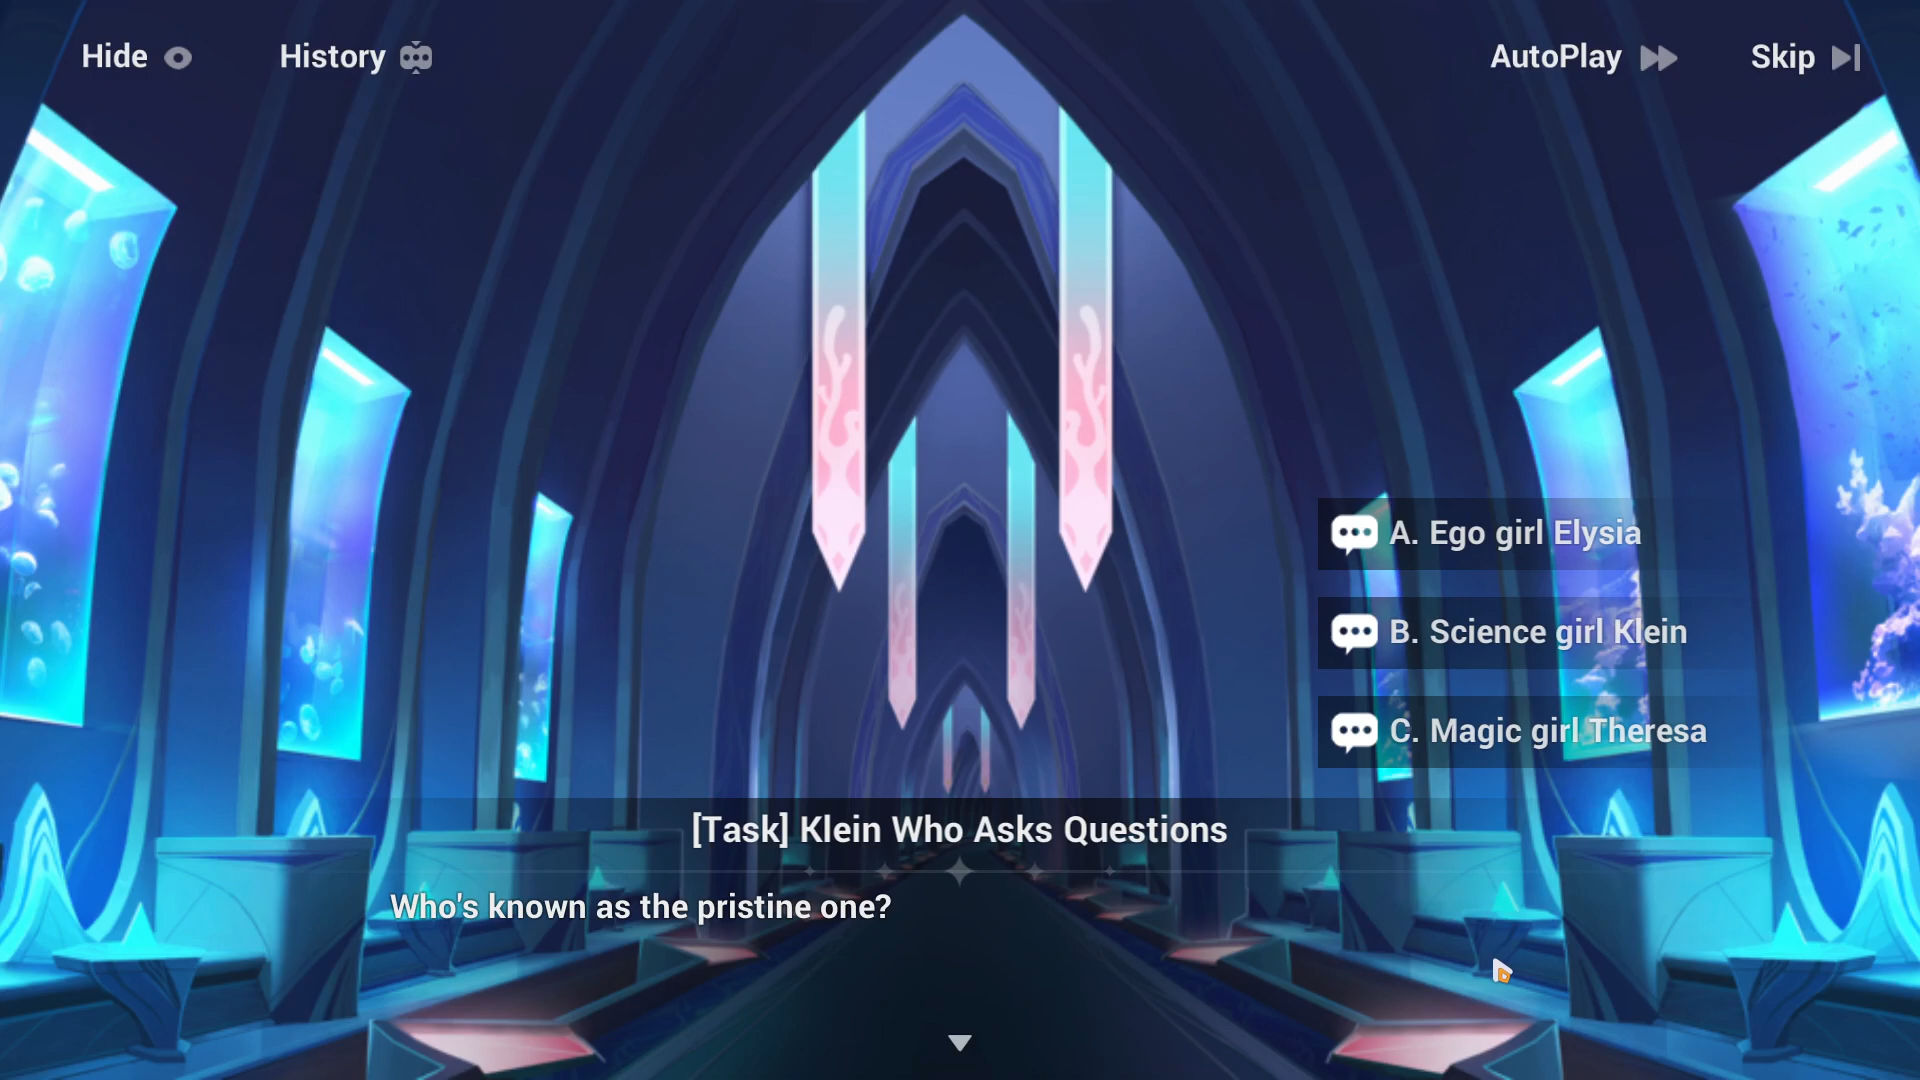 Hide
History
AutoPlay
Skip
A. Ego girl Elysia
B. Science girl Klein
C. Magic girl Theresa
[Task] Klein Who Asks Questions
Who's known as the pristine one?